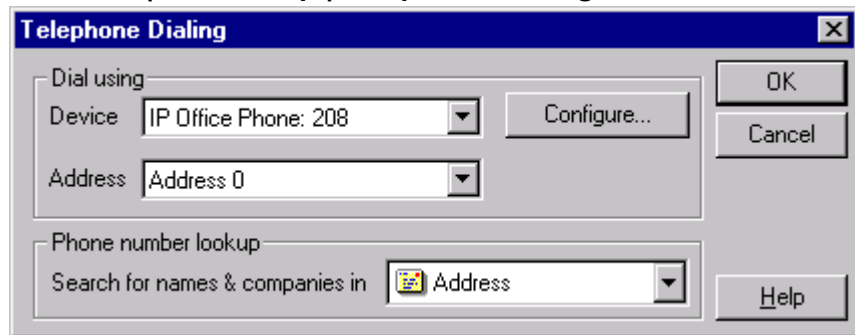 Telephone Dialing
Dial using
Device IP Office Phone: 208 Configure...
OK
Cancel
Address Address 0
Phone number lookup
Search for names & companies in Address
Help